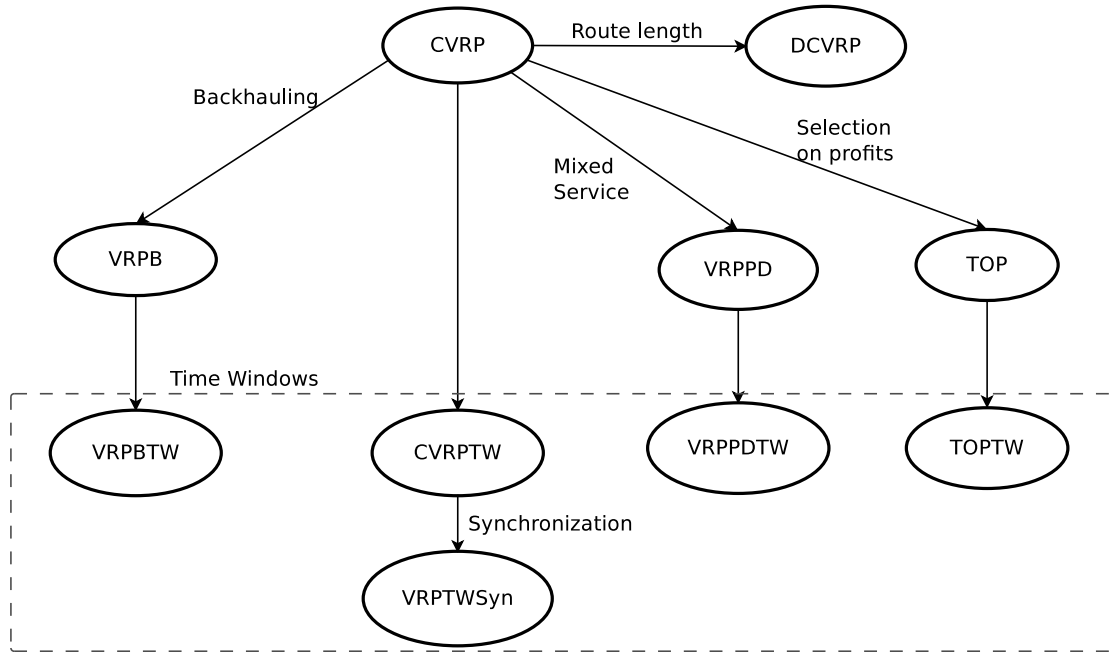 CVRP
Route length
DCVRP
Backhauling
Selection
on profits
Mixed
Service
VRPB
VRPPD
TOP
Time Windows
VRPBTW
CVRPTW
VRPPDTW
TOPTW
Synchronization
VRPTWSyn